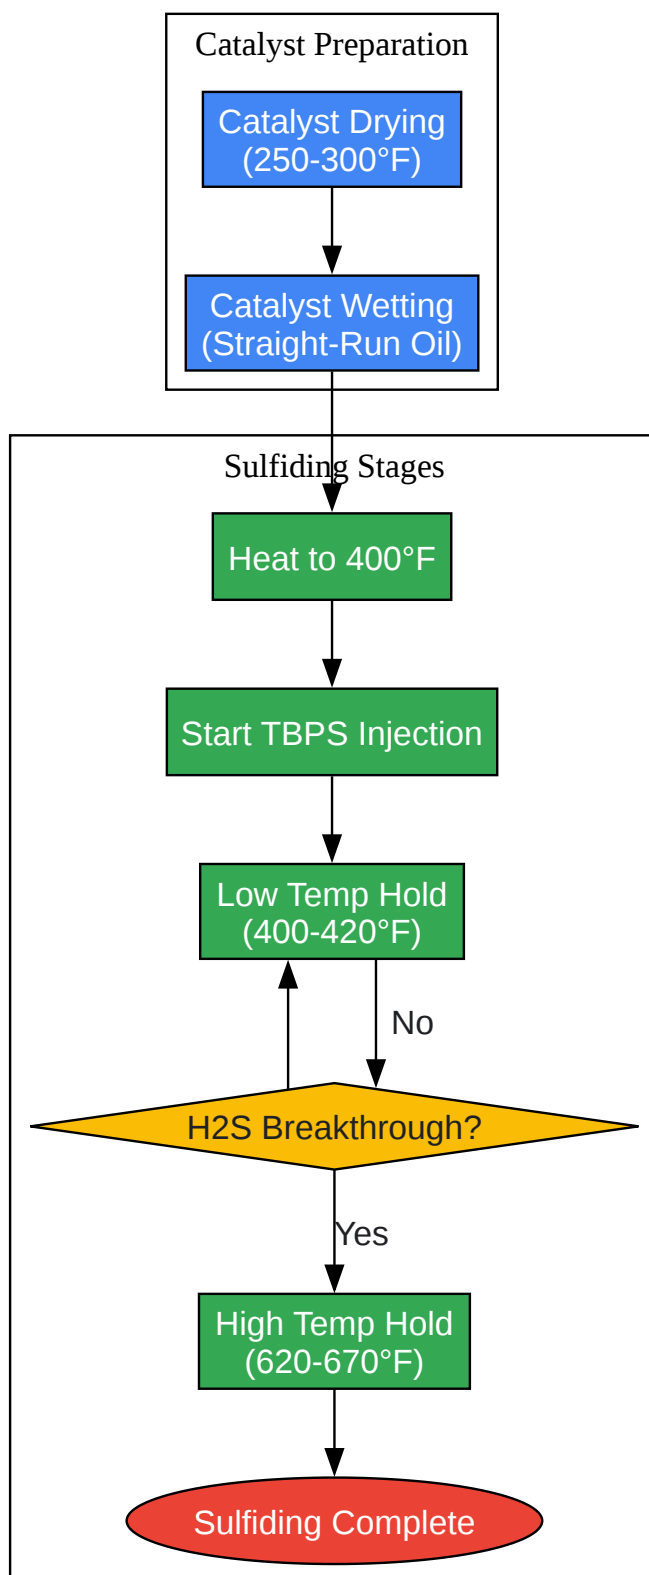 Catalyst Preparation
Catalyst Drying
(250-300°F)
Catalyst Wetting
(Straight-Run Oil)
Sulfiding Stages
Heat to 400°F
Start TBPS Injection
Low Temp Hold
(400-420°F)
No
H2S Breakthrough?
Yes
High Temp Hold
(620-670°F)
Sulfiding Complete